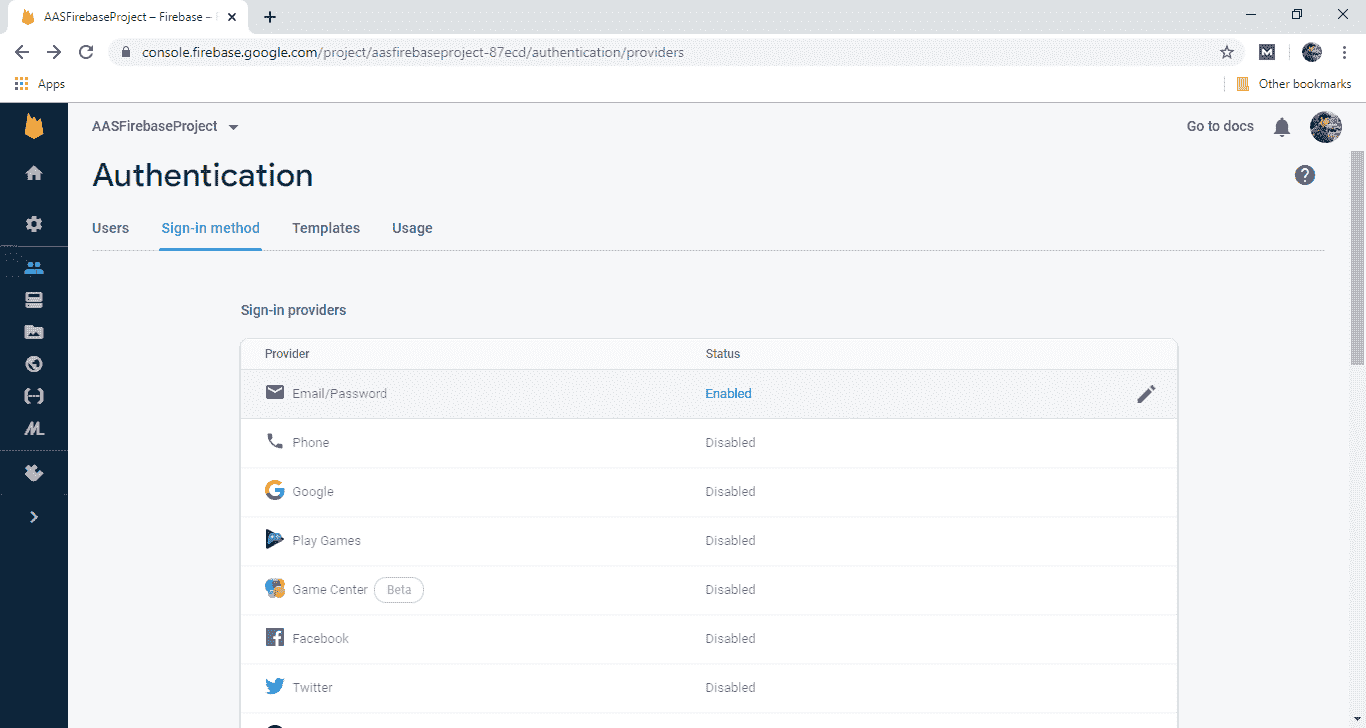 AASFirebaseProject – Firebase –
console.firebase.google.com/project/aasfirebaseproject-87ecd/authentication/providers
Apps
Other bookmarks
AASFirebaseProject
Go to docs
Authentication
?
Users Sign-in method Templates Usage
Sign-in providers
Provider Status
Email/Password Enabled
Phone Disabled
Google Disabled
Play Games Disabled
Game Center Beta Disabled
Facebook Disabled
Twitter Disabled